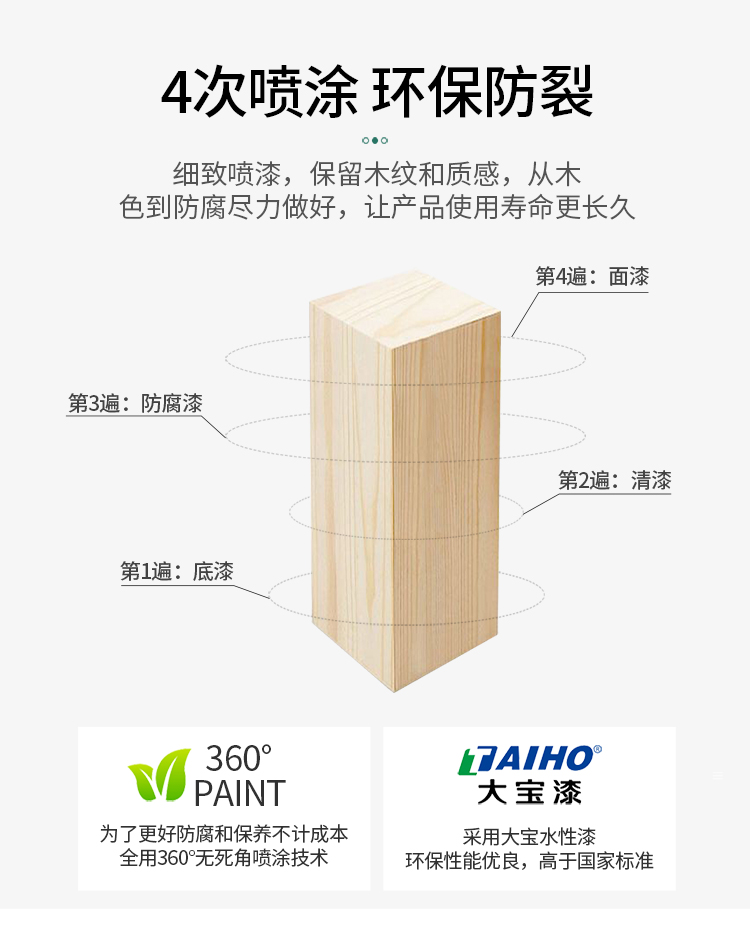 4次喷涂 环保防裂
细致喷漆，保留木纹和质感，从木
色到防腐尽力做好，让产品使用寿命更长久
第4遍：面漆
第3遍：防腐漆
第2遍：清漆
第1遍：底漆
360°
PAINT
为了更好防腐和保养不计成本
全用360°无死角喷涂技术
TAIHO®
大宝漆
采用大宝水性漆
环保性能优良，高于国家标准